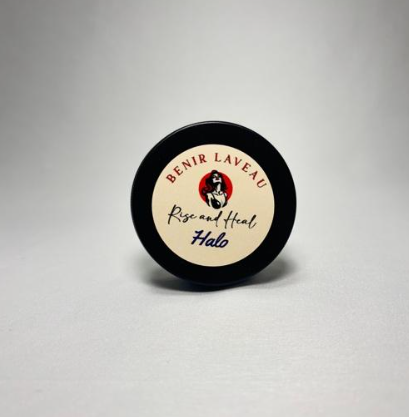 BENIR LAVEAU
Rise and Heal
Halo